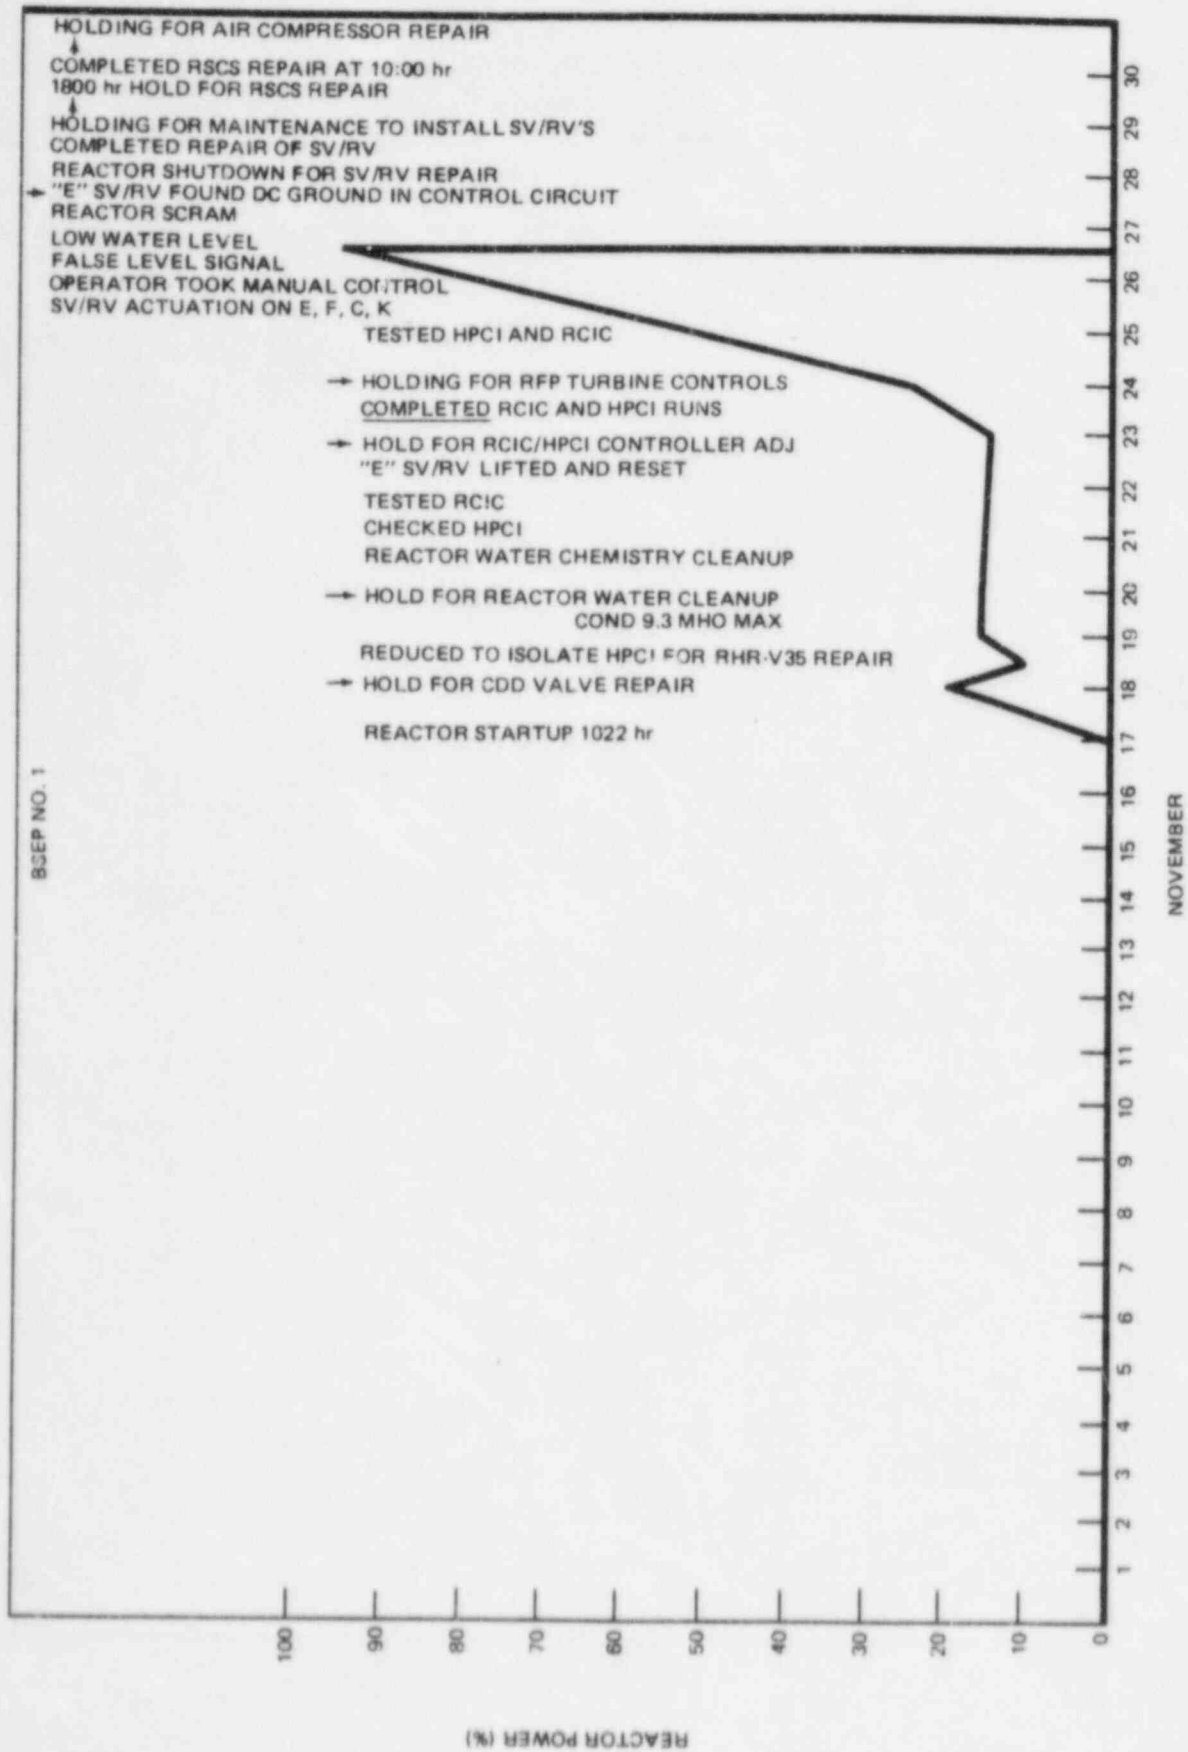 HOLDING FOR AIR COMPRESSOR REPAIR
COMPLETED RSCS REPAIR AT 10:00 hr
1800 hr HOLD FOR RSCS REPAIR
HOLDING FOR MAINTENANCE TO INSTALL SV/RV'S
COMPLETED REPAIR OF SV/RV
REACTOR SHUTDOWN FOR SV/RV REPAIR
"E" SV/RV FOUND DC GROUND IN CONTROL CIRCUIT
REACTOR SCRAM
LOW WATER LEVEL
FALSE LEVEL SIGNAL
OPERATOR TOOK MANUAL CONTROL
SV/RV ACTUATION ON E, F, C, K
TESTED HPCI AND RCIC
HOLDING FOR RFP TURBINE CONTROLS
COMPLETED RCIC AND HPCI RUNS
HOLD FOR RCIC/HPCI CONTROLLER ADJ
"E" SV/RV LIFTED AND RESET
TESTED RCIC
CHECKED HPCI
REACTOR WATER CHEMISTRY CLEANUP
HOLD FOR REACTOR WATER CLEANUP
COND 9.3 MHO MAX
REDUCED TO ISOLATE HPCI FOR RHR-V35 REPAIR
HOLD FOR CDD VALVE REPAIR
REACTOR STARTUP 1022 hr
BSEP NO. 1
30
29
28
27
26
25
24
23
22
21
20
19
18
17
16
15
14
13
12
11
10
9
8
7
6
5
4
3
2
1
NOVEMBER
100
90
80
70
60
50
40
30
20
10
0
REACTOR POWER (%)